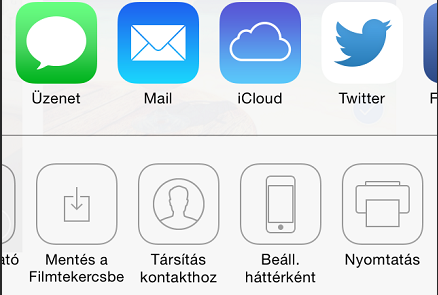 Üzenet Mail iCloud Twitter F
ató Mentés a Társítás Beáll. Nyomtatás
Filmtekercsbe kontakthoz háttérként